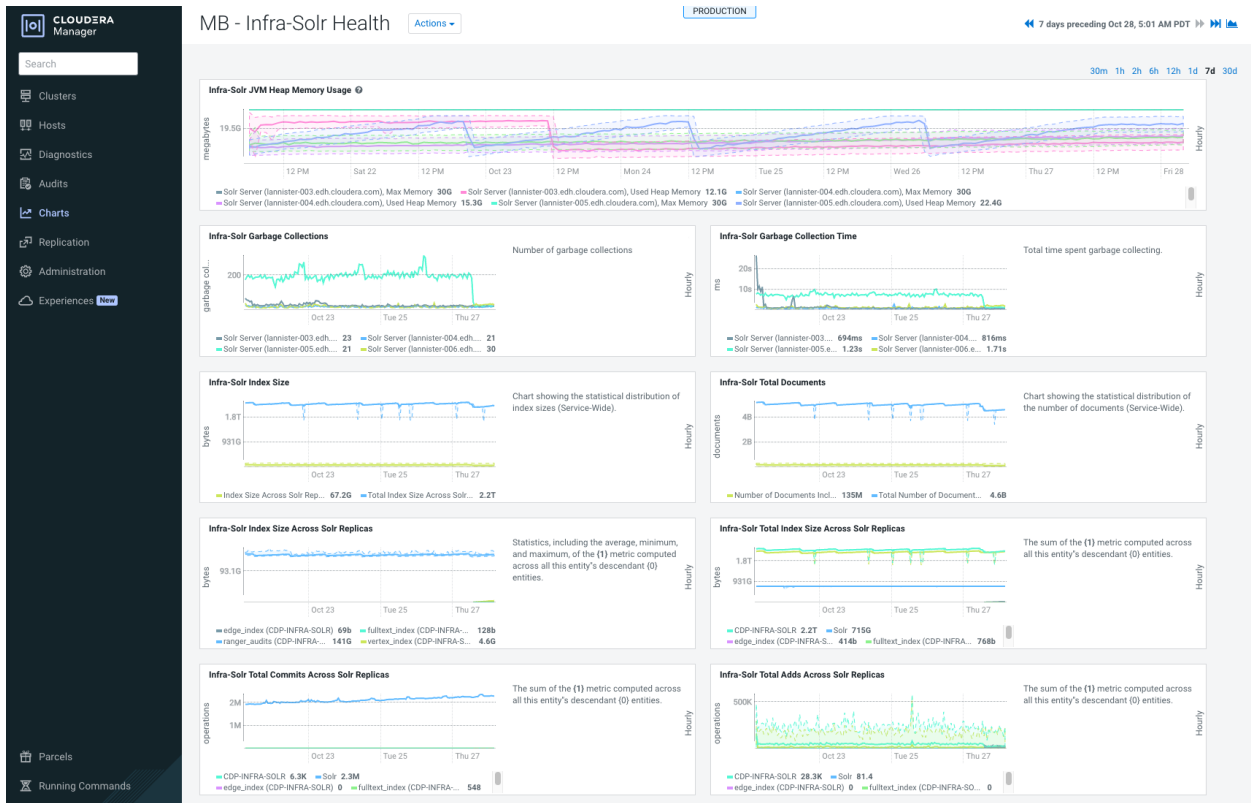 CLOUDERA
Manager
Search
Clusters
Hosts
Diagnostics
Audits
Charts
Replication
Administration
Experiences New
Parcels
Running Commands
MB - Infra-Solr Health
Actions
PRODUCTION
7 days preceding Oct 28, 5:01 AM PDT
30m 1h 2h 6h 12h 1d 7d 30d
Infra-Solr JVM Heap Memory Usage
megabytes
19.5G
Hourly
12 PM Sat 22 12 PM Oct 23 12 PM Mon 24 12 PM Tue 25 12 PM Wed 26 12 PM Thu 27 12 PM Fri 28
Solr Server (lannister-003.edh.cloudera.com), Max Memory 30G Solr Server (lannister-003.edh.cloudera.com), Used Heap Memory 12.1G Solr Server (lannister-004.edh.cloudera.com), Max Memory 30G
Solr Server (lannister-004.edh.cloudera.com), Used Heap Memory 15.3G Solr Server (lannister-005.edh.cloudera.com), Max Memory 30G Solr Server (lannister-005.edh.cloudera.com), Used Heap Memory 22.4G
Infra-Solr Garbage Collections
Number of garbage collections
garbage col...
200
Hourly
Oct 23 Tue 25 Thu 27
Solr Server (lannister-003.edh.... 23 Solr Server (lannister-004.edh.... 21
Solr Server (lannister-005.edh.... 21 Solr Server (lannister-006.edh.... 30
Infra-Solr Garbage Collection Time
Total time spent garbage collecting.
ms
20s
10s
Hourly
Oct 23 Tue 25 Thu 27
Solr Server (lannister-003.... 694ms Solr Server (lannister-004.... 816ms
Solr Server (lannister-005.e... 1.23s Solr Server (lannister-006.e... 1.71s
Infra-Solr Index Size
Chart showing the statistical distribution of
index sizes (Service-Wide).
bytes
1.8T
931G
Hourly
Oct 23 Tue 25 Thu 27
Index Size Across Solr Rep... 67.2G Total Index Size Across Solr... 2.2T
Infra-Solr Total Documents
Chart showing the statistical distribution of
the number of documents (Service-Wide).
documents
4B
2B
Hourly
Oct 23 Tue 25 Thu 27
Number of Documents Incl... 135M Total Number of Document... 4.6B
Infra-Solr Index Size Across Solr Replicas
Statistics, including the average, minimum,
and maximum, of the {1} metric computed
across all this entity"s descendant {0}
entities.
bytes
93.1G
Hourly
Oct 23 Tue 25 Thu 27
edge_index (CDP-INFRA-SOLR) 69b fulltext_index (CDP-INFRA-... 128b
ranger_audits (CDP-INFRA-... 141G vertex_index (CDP-INFRA-S... 4.6G
Infra-Solr Total Index Size Across Solr Replicas
The sum of the {1} metric computed across
all this entity"s descendant {0} entities.
bytes
1.8T
931G
Hourly
Oct 23 Tue 25 Thu 27
CDP-INFRA-SOLR 2.2T Solr 715G
edge_index (CDP-INFRA-S... 414b fulltext_index (CDP-INFRA... 768b
Infra-Solr Total Commits Across Solr Replicas
The sum of the {1} metric computed across
all this entity"s descendant {0} entities.
operations
2M
1M
Hourly
Oct 23 Tue 25 Thu 27
CDP-INFRA-SOLR 6.3K Solr 2.3M
edge_index (CDP-INFRA-SOLR) 0 fulltext_index (CDP-INFRA-... 548
Infra-Solr Total Adds Across Solr Replicas
The sum of the {1} metric computed across
all this entity"s descendant {0} entities.
operations
500K
Hourly
Oct 23 Tue 25 Thu 27
CDP-INFRA-SOLR 28.3K Solr 81.4
edge_index (CDP-INFRA-SOLR) 0 fulltext_index (CDP-INFRA-SO... 0